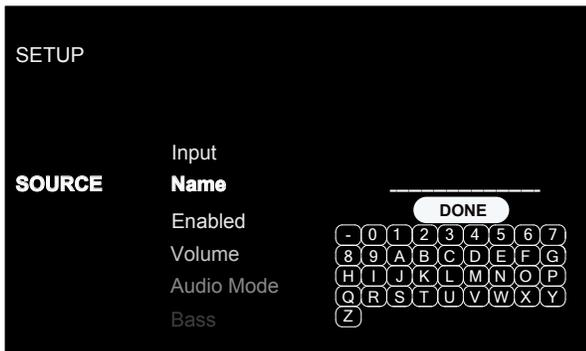 SETUP
Input
SOURCE Name ______________
Enabled DONE
- 0 1 2 3 4 5 6 7
Volume 8 9 A B C D E F G
Audio Mode H I J K L M N O P
Q R S T U V W X Y
Bass Z